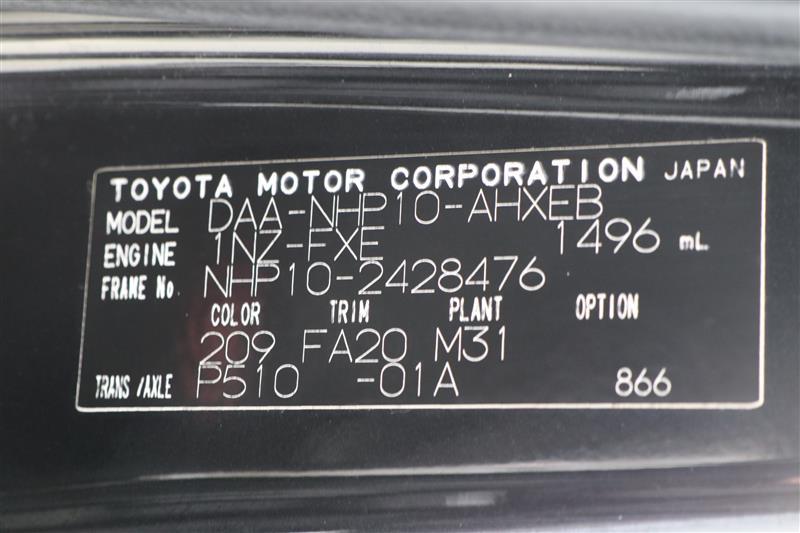 TOYOTA MOTOR CORPORATION JAPAN
MODEL DAA-NHP10-AHXEB
ENGINE 1NZ-FXE 1496 mL.
FRAME No NHP10-2428476
COLOR TRIM PLANT OPTION
209 FA20 M31
TRANS/AXLE P510 -01A 866